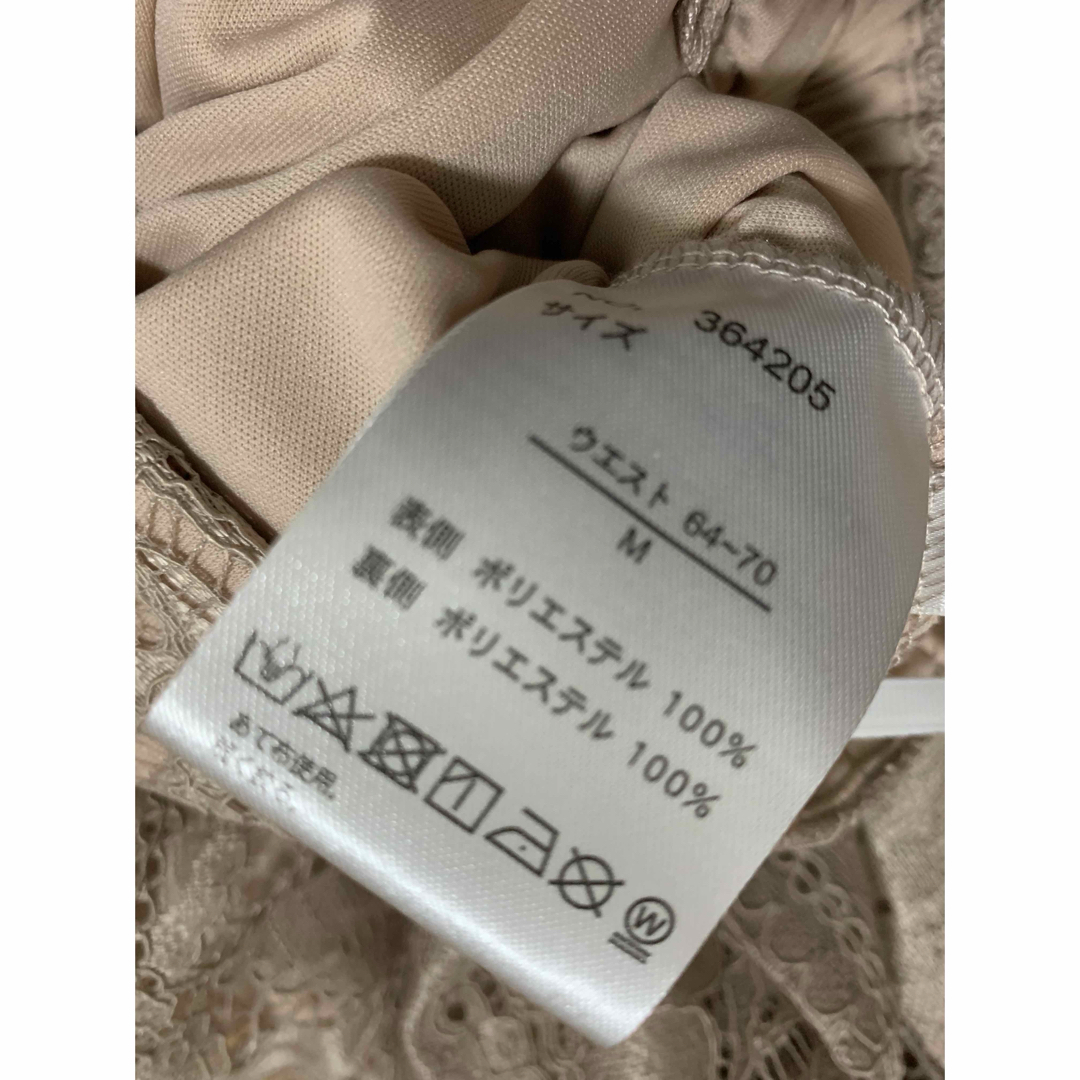 No. 364205
サイズ
ウエスト 64~70
M
表側 ポリエステル 100%
裏側 ポリエステル 100%
あて布使用。
W